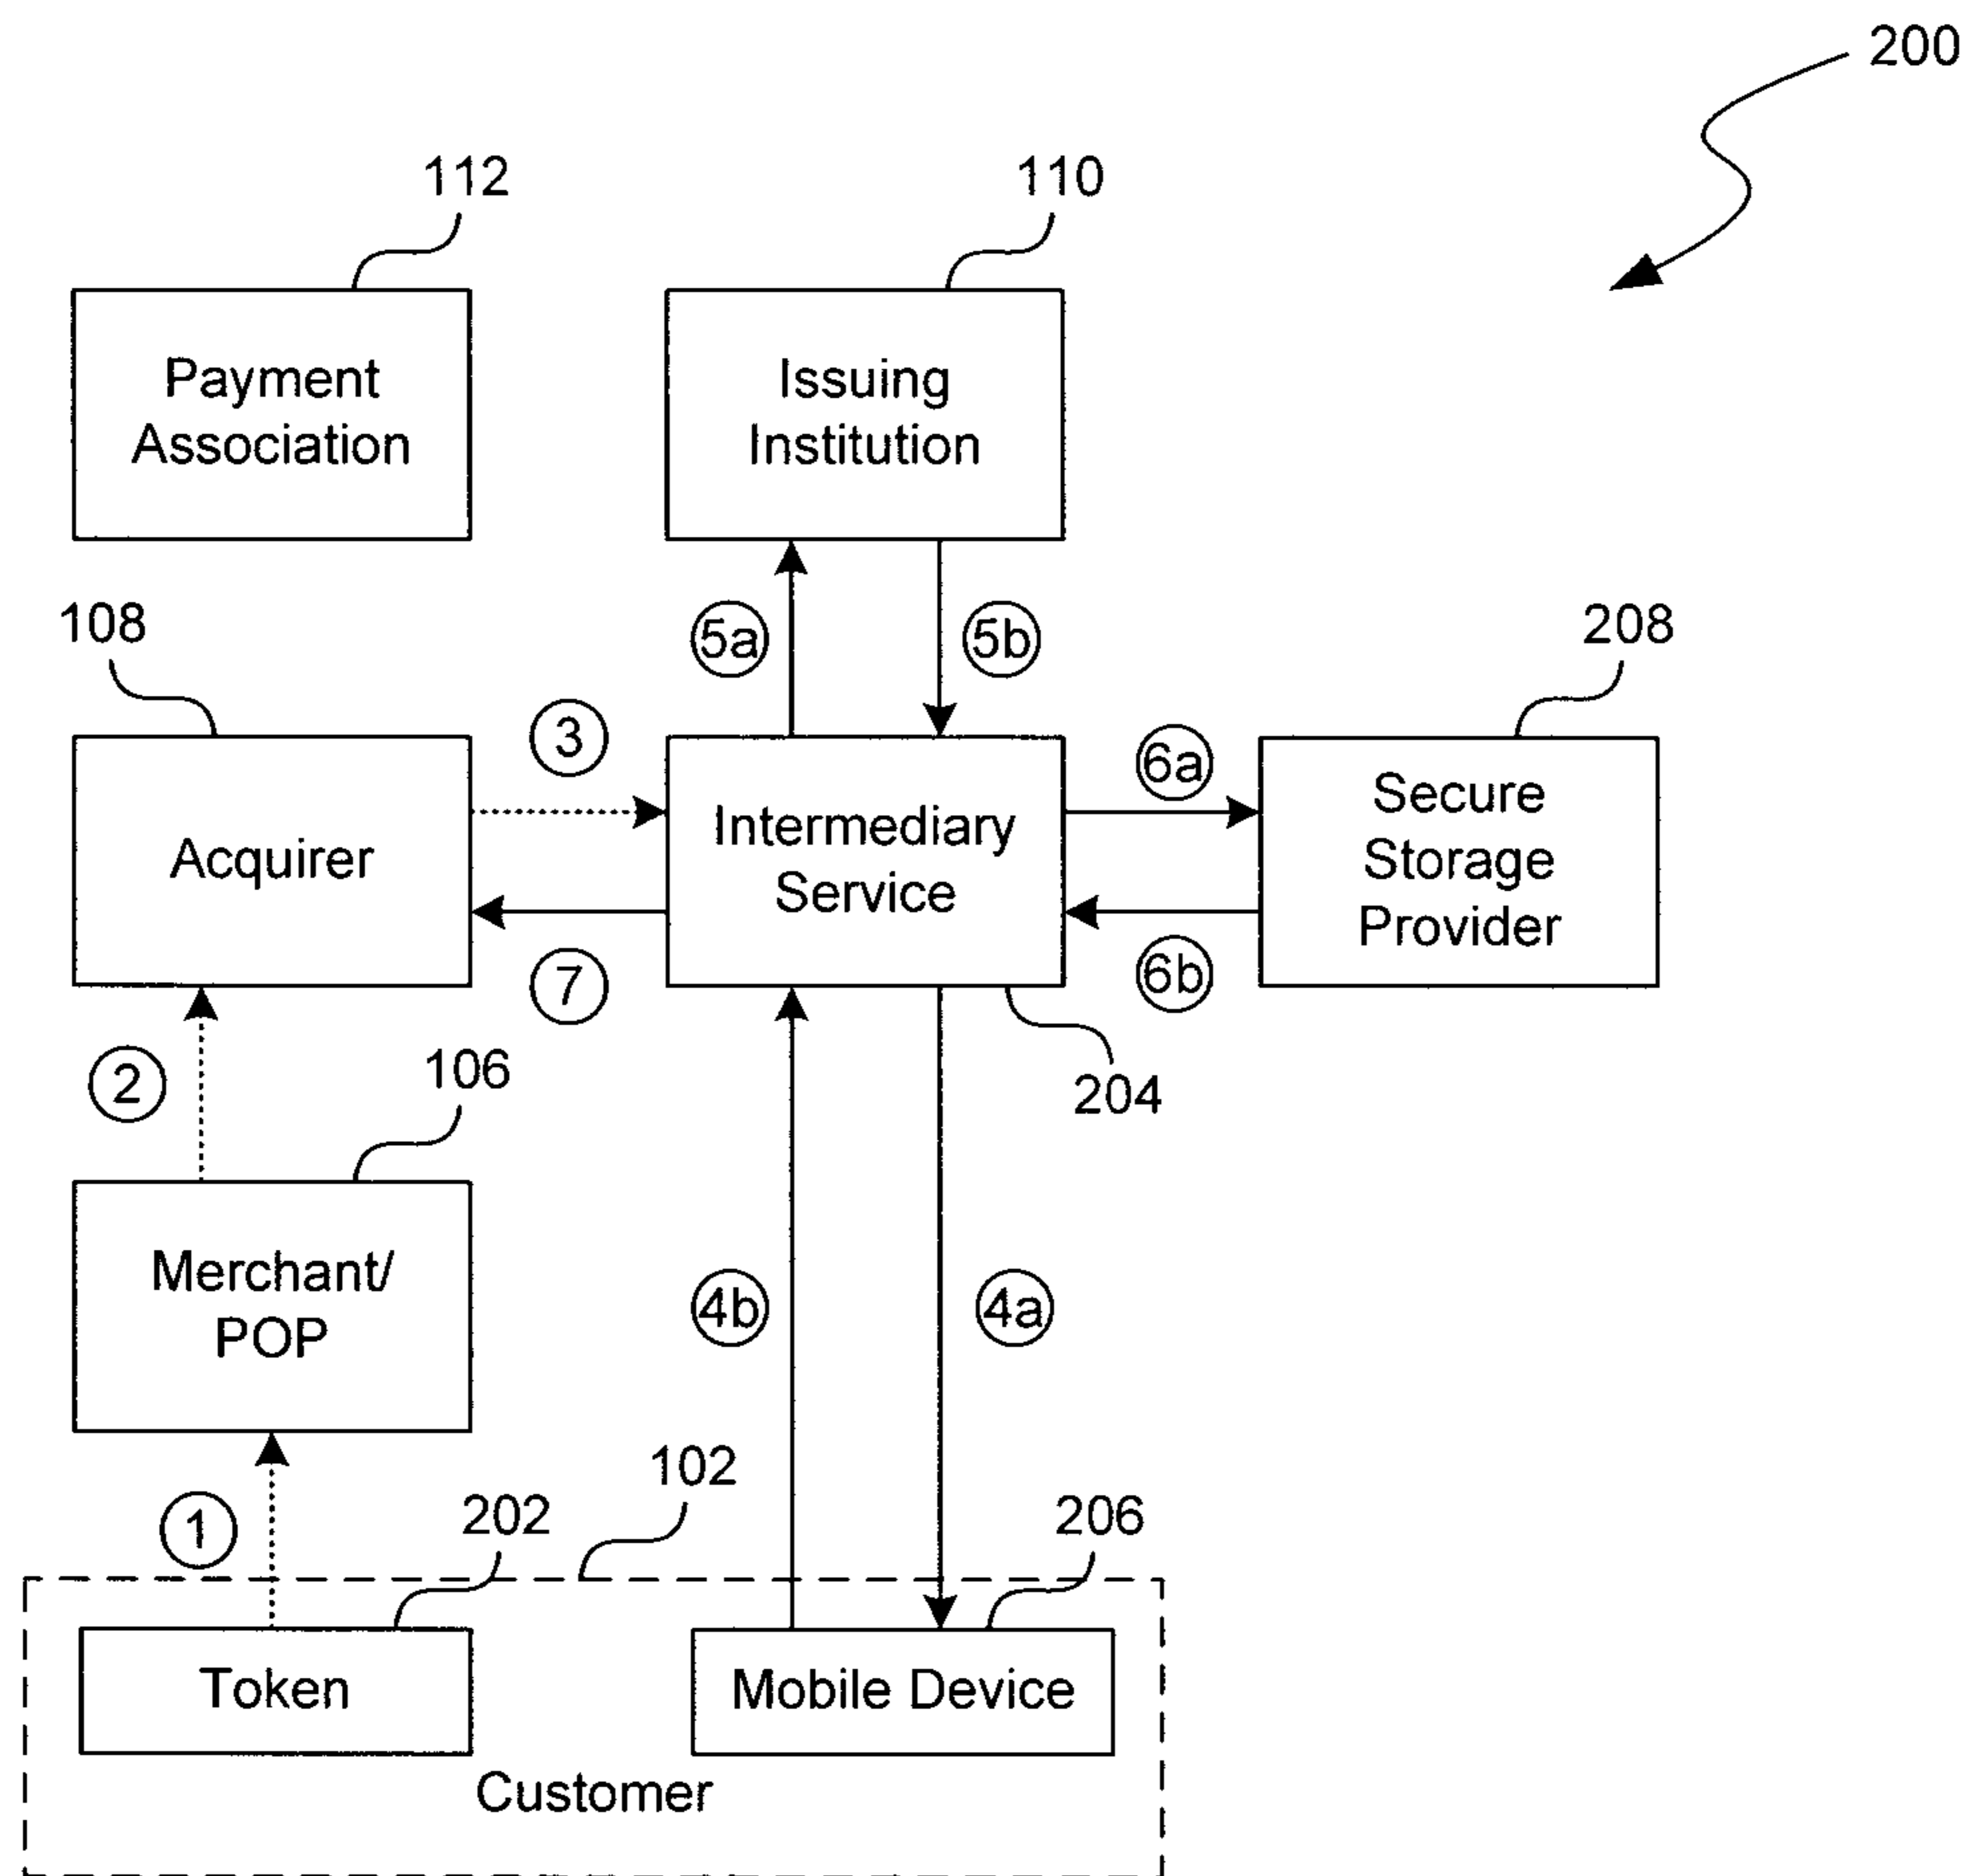 200
112
110
Payment
Association
Issuing
Institution
108
5a
5b
208
3
6a
Acquirer
Intermediary
Service
Secure
Storage
Provider
7
6b
2
106
204
Merchant/
POP
4b
4a
102
1
202
206
Token
Mobile Device
Customer